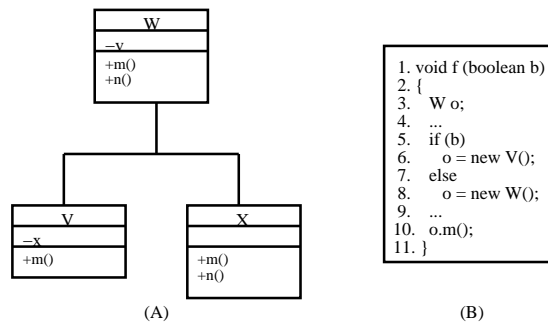 W
–v
+m()
+n()
V
–x
+m()
X
+m()
+n()
(A)
1. void f (boolean b)
2. {
3. W o;
4. ...
5. if (b)
6. o = new V();
7. else
8. o = new W();
9. ...
10. o.m();
11. }
(B)